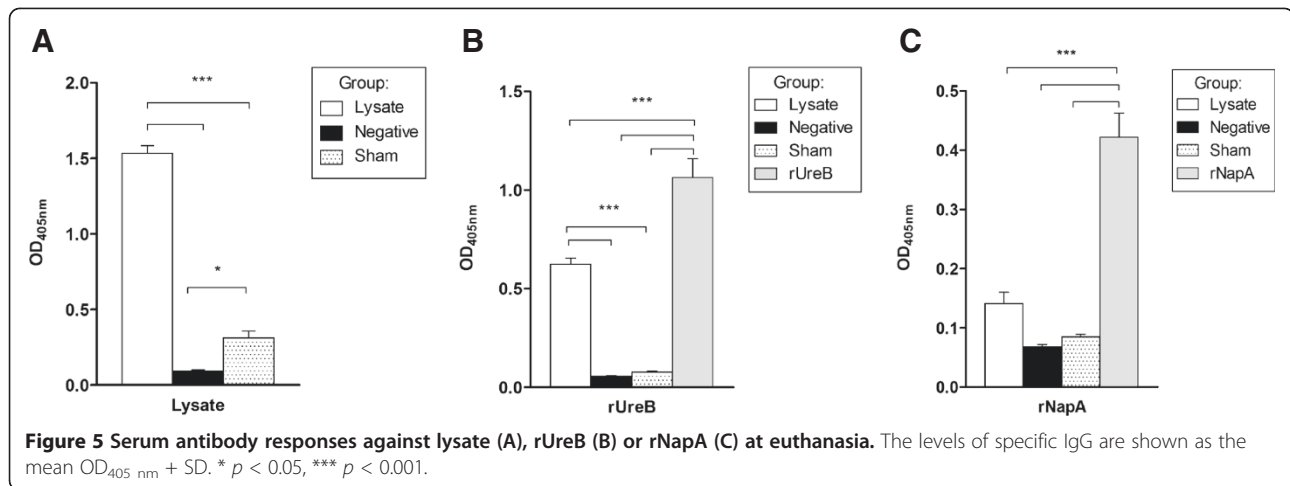 A
***
Group:
Lysate
Negative
Sham
*
2.0
1.5
1.0
0.5
0.0
OD405nm
Lysate
B
***
***
Group:
Lysate
Negative
Sham
rUreB
1.5
1.0
0.5
0.0
OD405nm
rUreB
C
***
Group:
Lysate
Negative
Sham
rNapA
0.5
0.4
0.3
0.2
0.1
0.0
OD405nm
rNapA
Figure 5 Serum antibody responses against lysate (A), rUreB (B) or rNapA (C) at euthanasia. The levels of specific IgG are shown as the
mean OD405 nm + SD. * p < 0.05, *** p < 0.001.